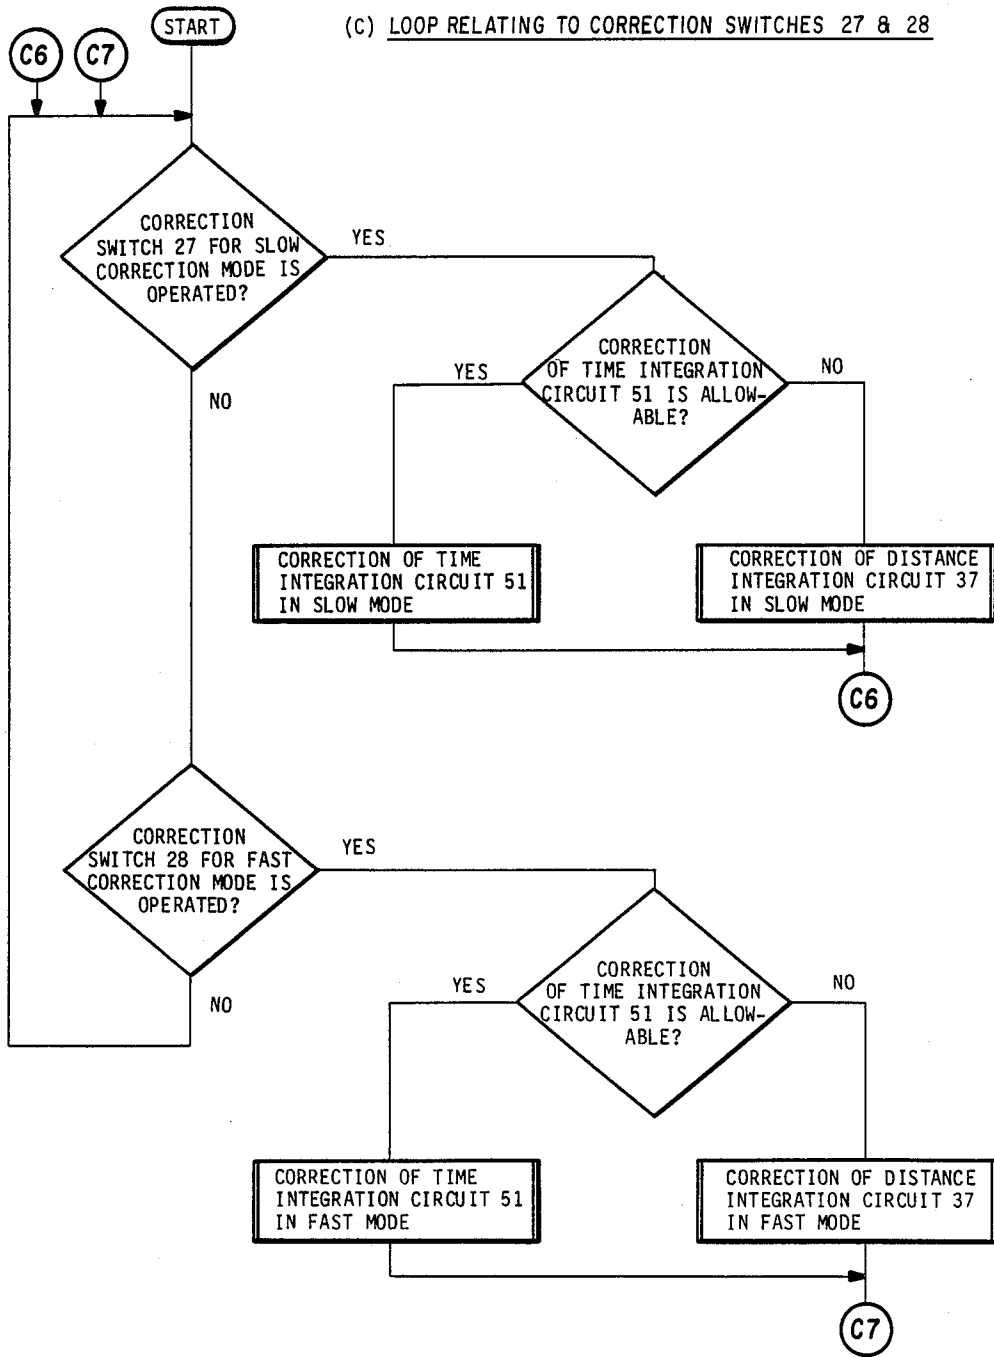 START
(C) LOOP RELATING TO CORRECTION SWITCHES 27 & 28
C6
C7
CORRECTION
SWITCH 27 FOR SLOW
CORRECTION MODE IS
OPERATED?
YES
NO
CORRECTION
OF TIME INTEGRATION
CIRCUIT 51 IS ALLOW-
ABLE?
YES
NO
CORRECTION OF TIME
INTEGRATION CIRCUIT 51
IN SLOW MODE
CORRECTION OF DISTANCE
INTEGRATION CIRCUIT 37
IN SLOW MODE
C6
CORRECTION
SWITCH 28 FOR FAST
CORRECTION MODE IS
OPERATED?
YES
NO
CORRECTION
OF TIME INTEGRATION
CIRCUIT 51 IS ALLOW-
ABLE?
YES
NO
CORRECTION OF TIME
INTEGRATION CIRCUIT 51
IN FAST MODE
CORRECTION OF DISTANCE
INTEGRATION CIRCUIT 37
IN FAST MODE
C7